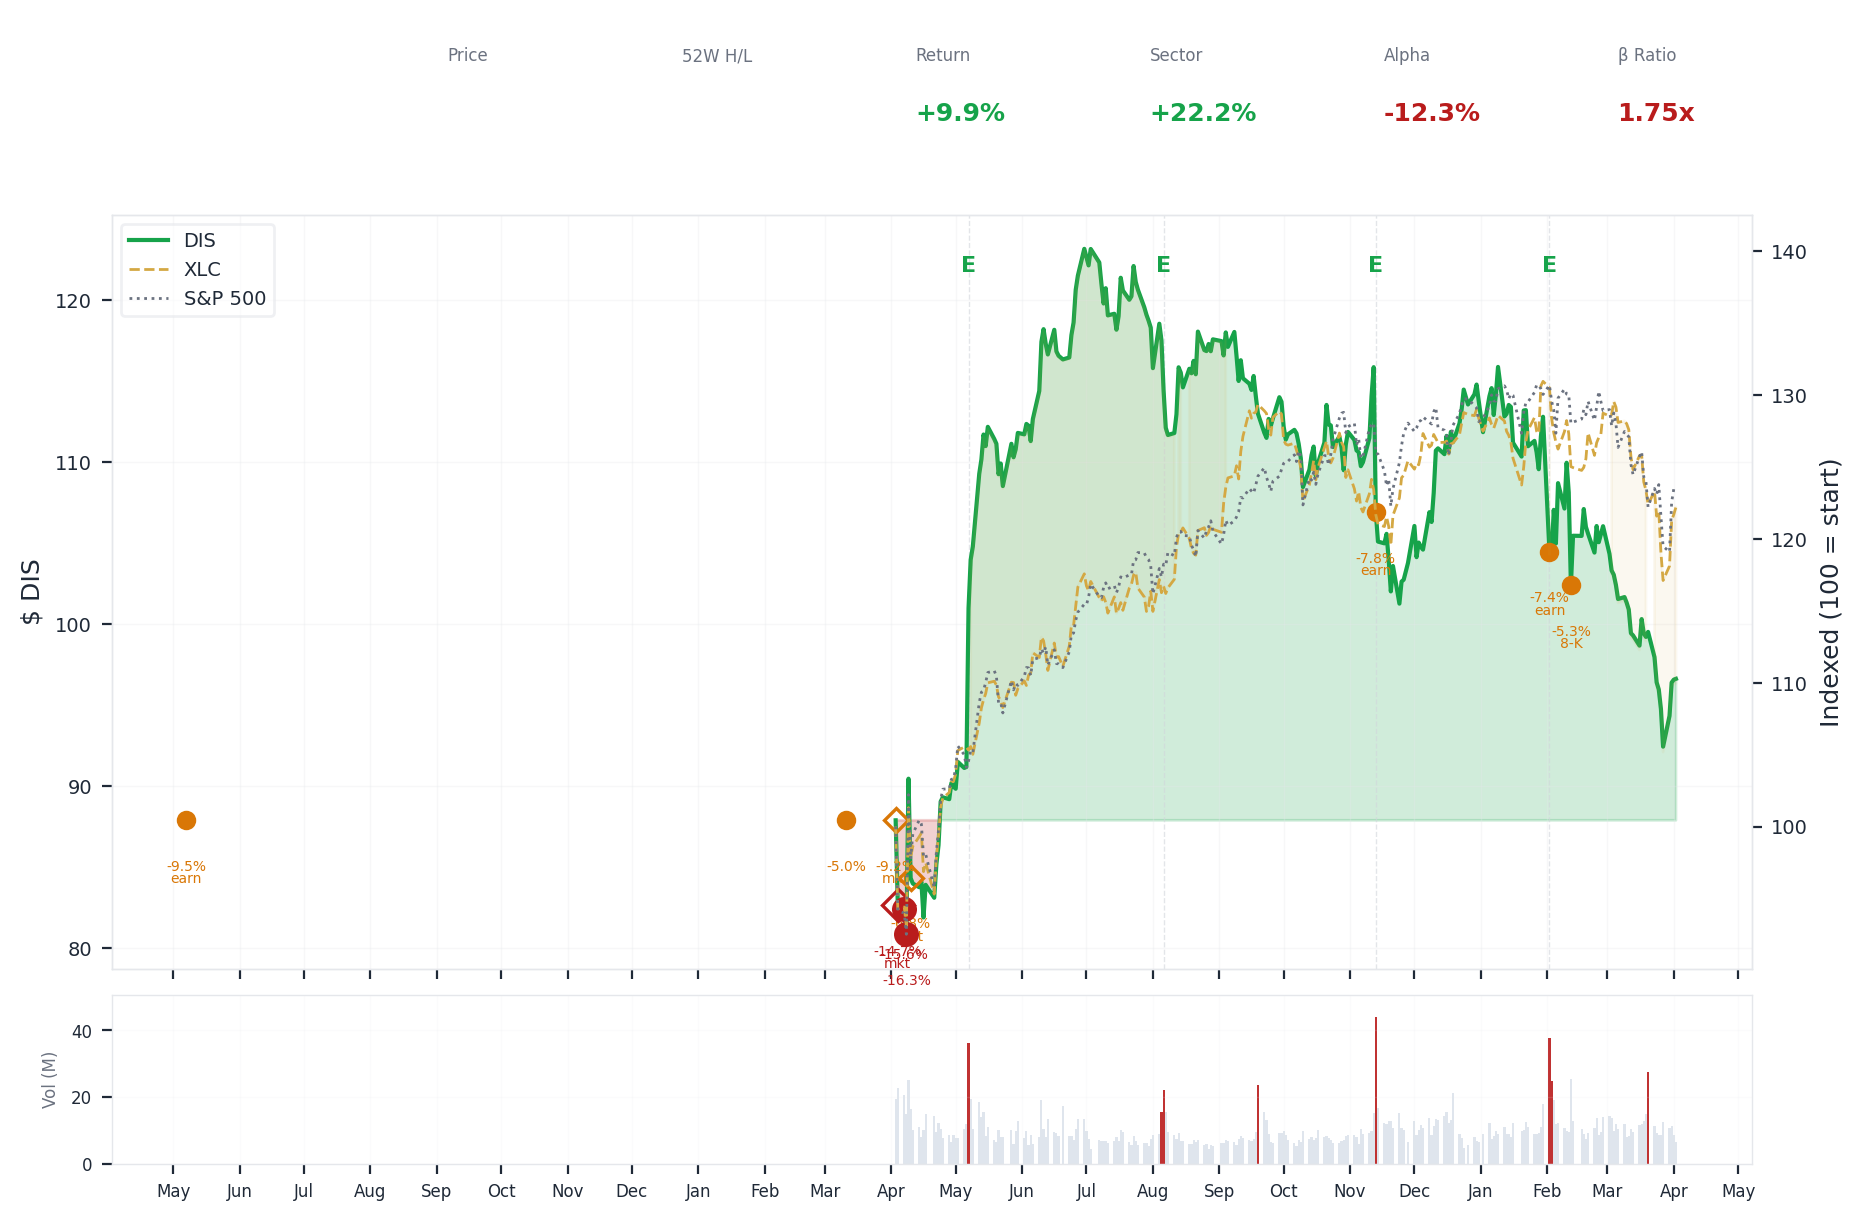 Price 52W H/L Return Sector Alpha β Ratio
+9.9% +22.2% -12.3% 1.75x
DIS
XLC
S&P 500
E E E E
140
130
120
110
100
120
110
100
90
80
$ DIS
Indexed (100 = start)
-7.8%
earn
-7.4%
earn
-5.3%
8-K
-9.5%
earn
-5.0%
mkt
-15.6%
-16.3%
Vol (M)
40
20
0
May Jun Jul Aug Sep Oct Nov Dec Jan Feb Mar Apr May Jun Jul Aug Sep Oct Nov Dec Jan Feb Mar Apr May